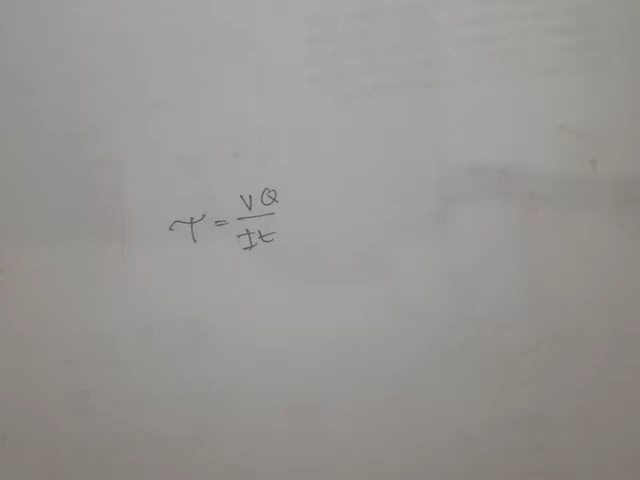 τ = VQ / It